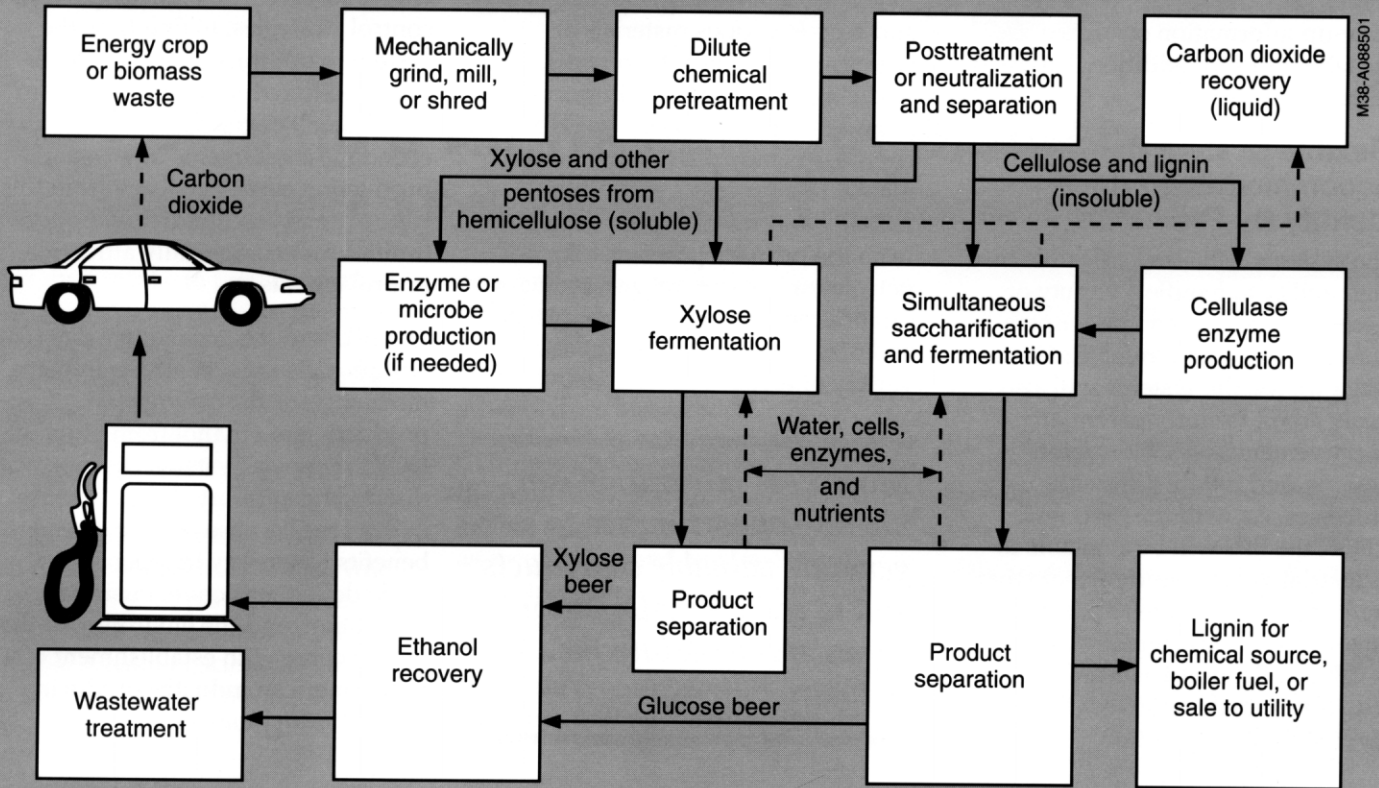 Energy crop
or biomass
waste
Mechanically
grind, mill,
or shred
Dilute
chemical
pretreatment
Posttreatment
or neutralization
and separation
Carbon dioxide
recovery
(liquid)
M38-A088501
Carbon
dioxide
Xylose and other
pentoses from
hemicellulose (soluble)
Cellulose and lignin
(insoluble)
Enzyme or
microbe
production
(if needed)
Xylose
fermentation
Simultaneous
saccharification
and fermentation
Cellulase
enzyme
production
Water, cells,
enzymes,
and
nutrients
Xylose
beer
Ethanol
recovery
Product
separation
Product
separation
Lignin for
chemical source,
boiler fuel, or
sale to utility
Wastewater
treatment
Glucose beer